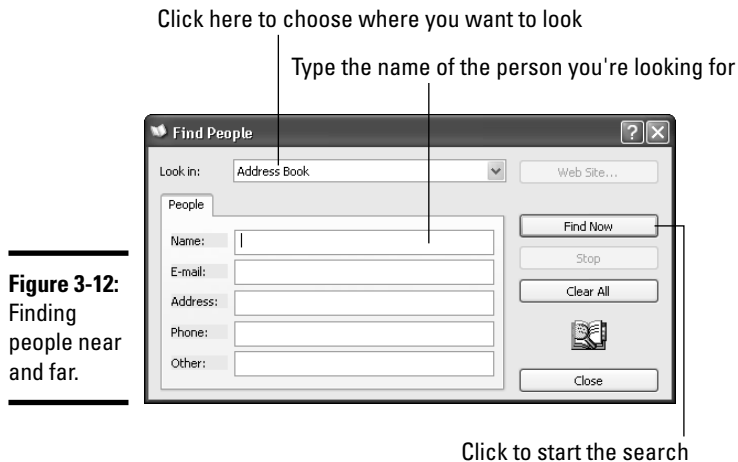 Click here to choose where you want to look
Type the name of the person you're looking for
Find People
Look in:
Address Book
Web Site...
People
Name:
E-mail:
Address:
Phone:
Other:
Find Now
Stop
Clear All
Close
Figure 3-12:
Finding
people near
and far.
Click to start the search